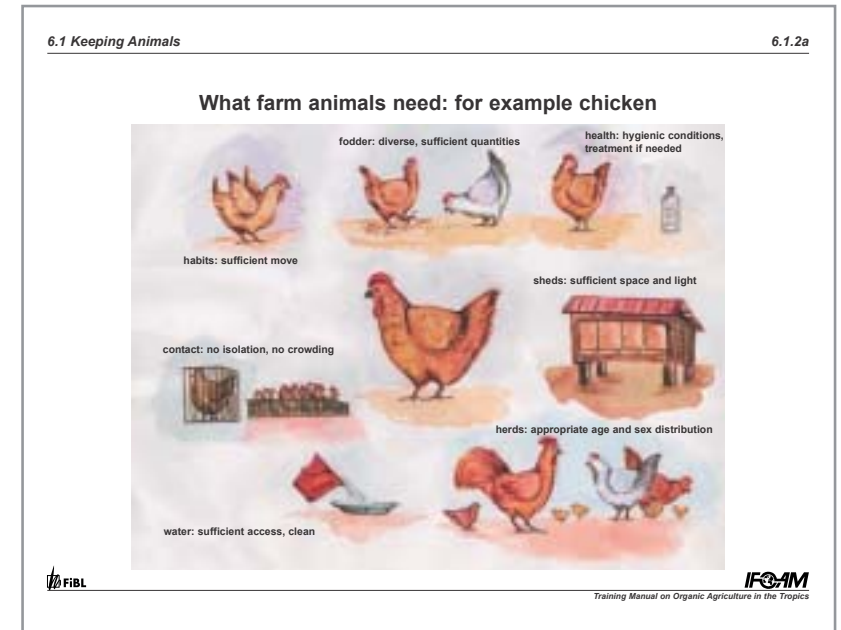 6.1 Keeping Animals
6.1.2a
What farm animals need: for example chicken
fodder: diverse, sufficient quantities
health: hygienic conditions,
treatment if needed
habits: sufficient move
sheds: sufficient space and light
contact: no isolation, no crowding
herds: appropriate age and sex distribution
water: sufficient access, clean
FiBL
IFOAM
Training Manual on Organic Agriculture in the Tropics